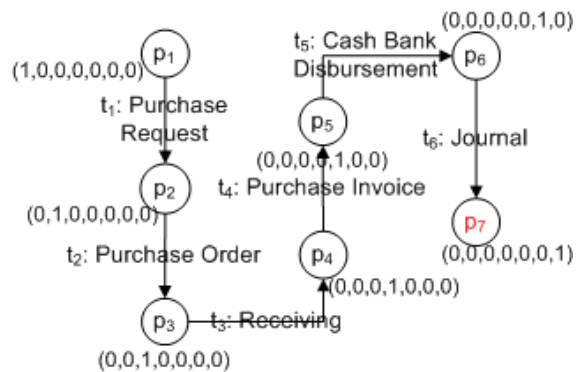 p₁
(1,0,0,0,0,0,0)
t₁: Purchase
Request
p₂
(0,1,0,0,0,0,0)
t₂: Purchase Order
p₃
(0,0,1,0,0,0,0)
t₃: Receiving
p₄
(0,0,0,1,0,0,0)
t₄: Purchase Invoice
p₅
(0,0,0,0,1,0,0)
t₅: Cash Bank
Disbursement
p₆
(0,0,0,0,0,1,0)
t₆: Journal
p₇
(0,0,0,0,0,0,1)